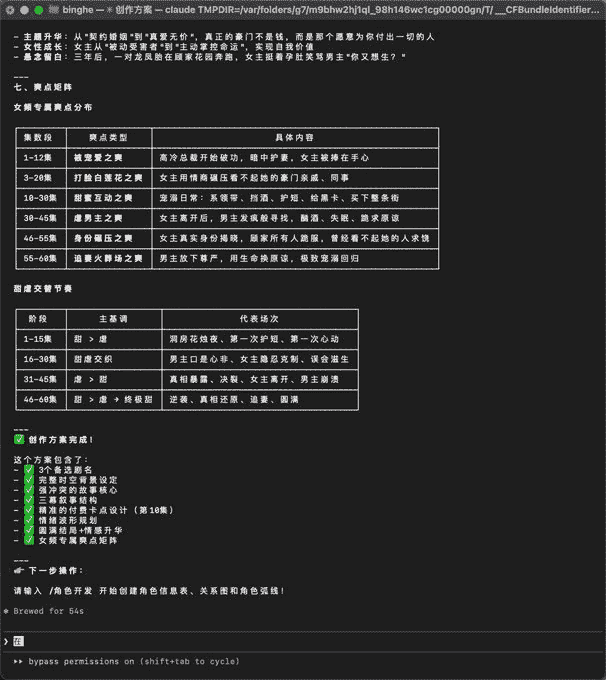 binghe — ✳ 创作方案 — claude TMPDIR=/var/folders/g7/m9bhw2hj1ql_98h146wc1cg00000gn/T/ __CFBundleIdentifier…
- 主题升华：从"契约婚姻"到"真爱无价"，真正的豪门不是钱，而是那个愿意为你付出一切的人
- 女性成长：女主从"被动受害者"到"主动掌控命运"，实现自我价值
- 悬念留白：三年后，一对龙凤胎在顾家花园奔跑，女主挺着孕肚笑骂男主"你又想生？"
---
七、爽点矩阵
女频专属爽点分布
集数段 爽点类型 具体内容
1-12集 被宠爱之爽 高冷总裁开始破功，暗中护妻，女主被捧在手心
3-20集 打脸白莲花之爽 女主用情商碾压看不起她的豪门亲戚、同事
10-30集 甜蜜互动之爽 宠溺日常：系领带、挡酒、护短、给黑卡、买下整条街
30-45集 虐男主之爽 女主离开后，男主发疯般寻找，酗酒、失眠、跪求原谅
46-55集 身份碾压之爽 女主真实身份揭晓，顾家所有人跪服，曾经看不起她的人求饶
55-60集 追妻火葬场之爽 男主放下尊严，用生命换原谅，极致宠溺回归
甜虐交替节奏
阶段 主基调 代表场次
1-15集 甜 > 虐 洞房花烛夜、第一次护短、第一次心动
16-30集 甜虐交织 男主口是心非、女主隐忍克制、误会滋生
31-45集 虐 > 甜 真相暴露、决裂、女主离开、男主崩溃
46-60集 甜 > 虐 → 终极甜 逆袭、真相还原、追妻、圆满
---
✅ 创作方案完成！
这个方案包含了：
- ✅ 3个备选剧名
- ✅ 完整时空背景设定
- ✅ 强冲突的故事核心
- ✅ 三幕叙事结构
- ✅ 精准的付费卡点设计（第10集）
- ✅ 情绪波形规划
- ✅ 圆满结局+情感升华
- ✅ 女频专属爽点矩阵
---
👉 下一步操作：
请输入 /角色开发 开始创建角色信息表、关系图和角色弧线！
✻ Brewed for 54s
❯ 在
⏵⏵ bypass permissions on (shift+tab to cycle)